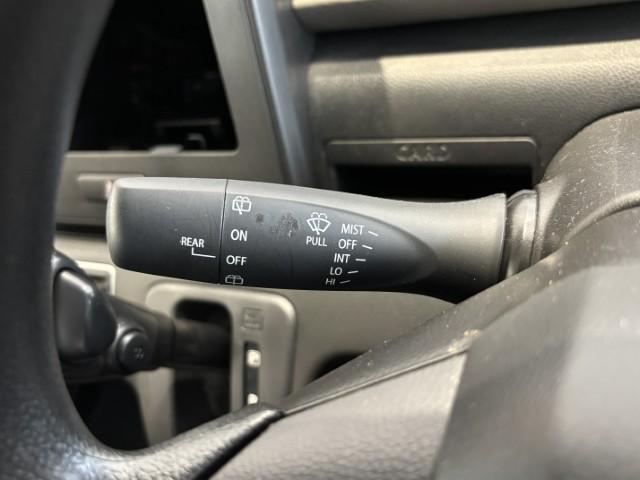 CARD
REAR
ON
OFF
PULL
MIST
OFF
INT
LO
HI